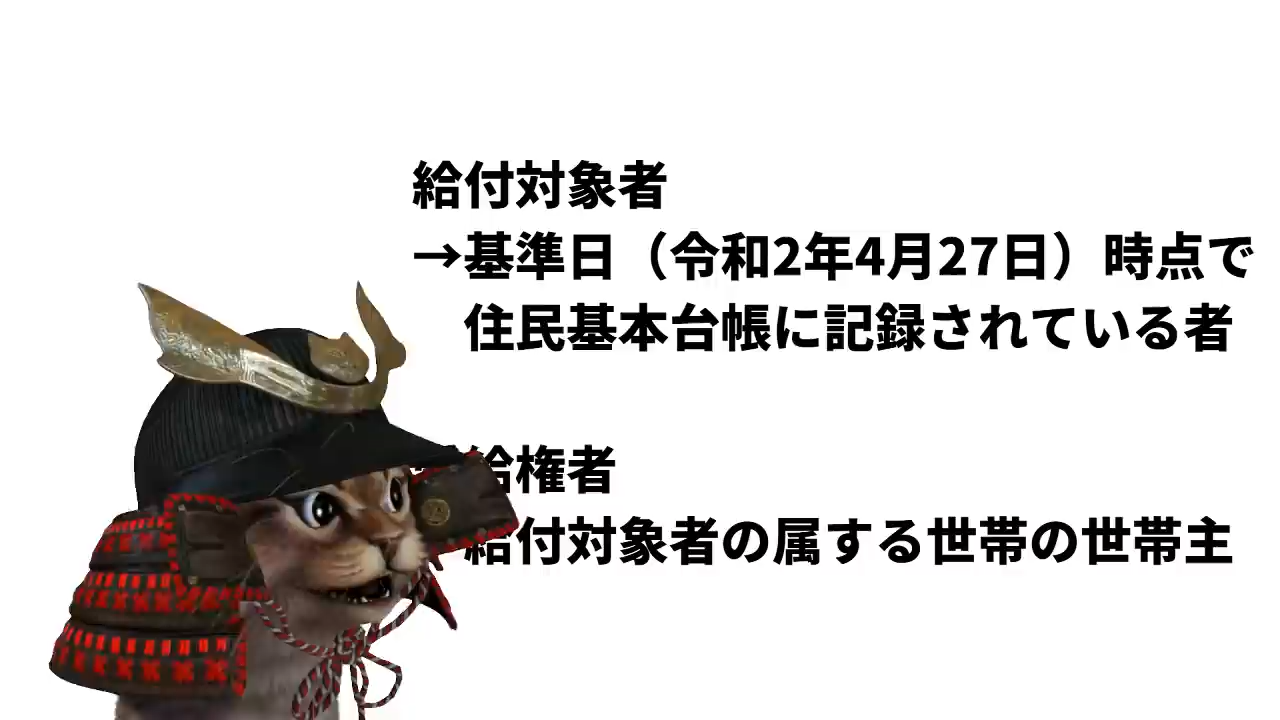 給付対象者
→基準日（令和2年4月27日）時点で
住民基本台帳に記録されている者
給権者
給付対象者の属する世帯の世帯主